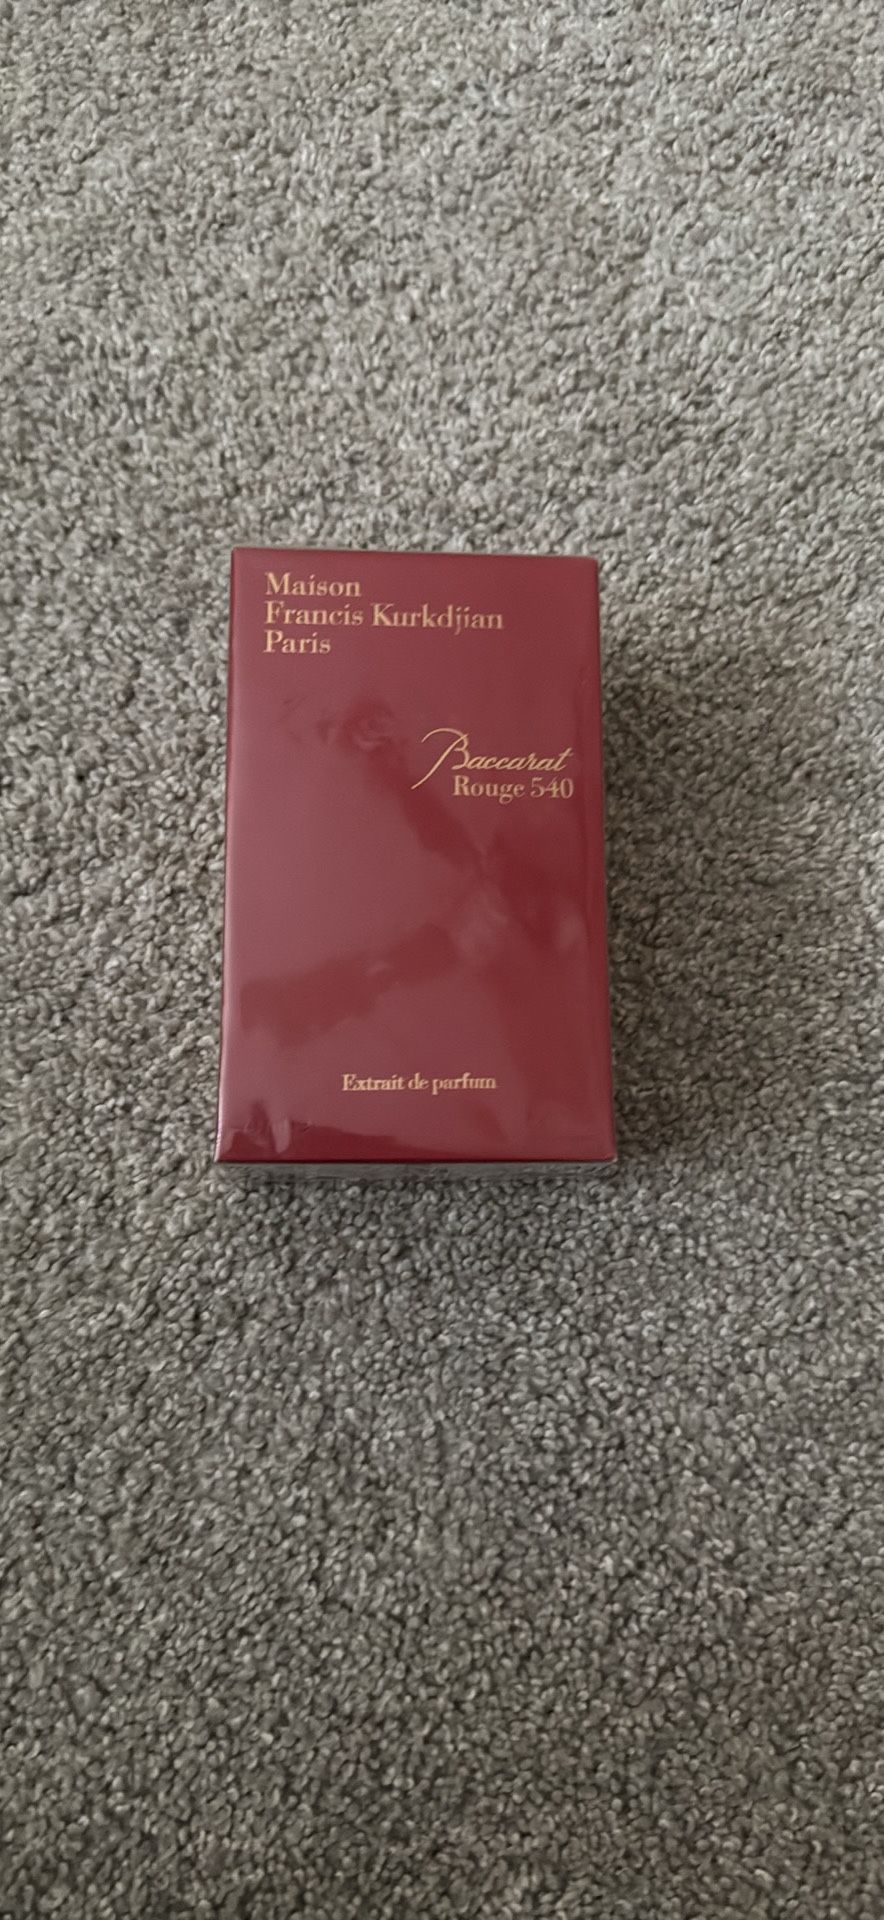 Maison
Francis Kurkdjian
Paris
Baccarat
Rouge 540
Extrait de parfum